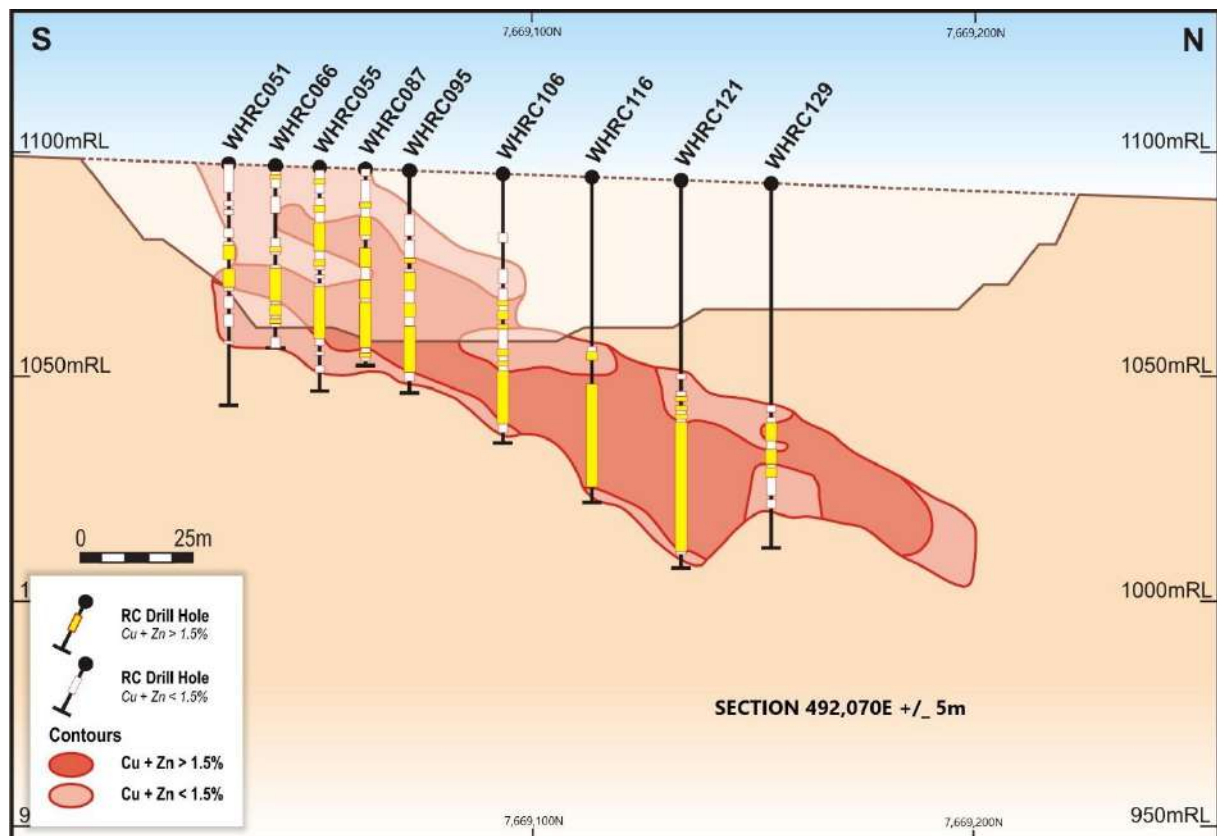 S
7,669,100N
7,669,200N
N
WHRC051
WHRC066
WHRC055
WHRC087
WHRC095
WHRC106
WHRC116
WHRC121
WHRC129
1100mRL
1100mRL
1050mRL
1050mRL
0
25m
1000mRL
RC Drill Hole
Cu + Zn > 1.5%
RC Drill Hole
Cu + Zn < 1.5%
SECTION 492,070E +/_ 5m
Contours
Cu + Zn > 1.5%
Cu + Zn < 1.5%
7,669,100N
7,669,200N
950mRL